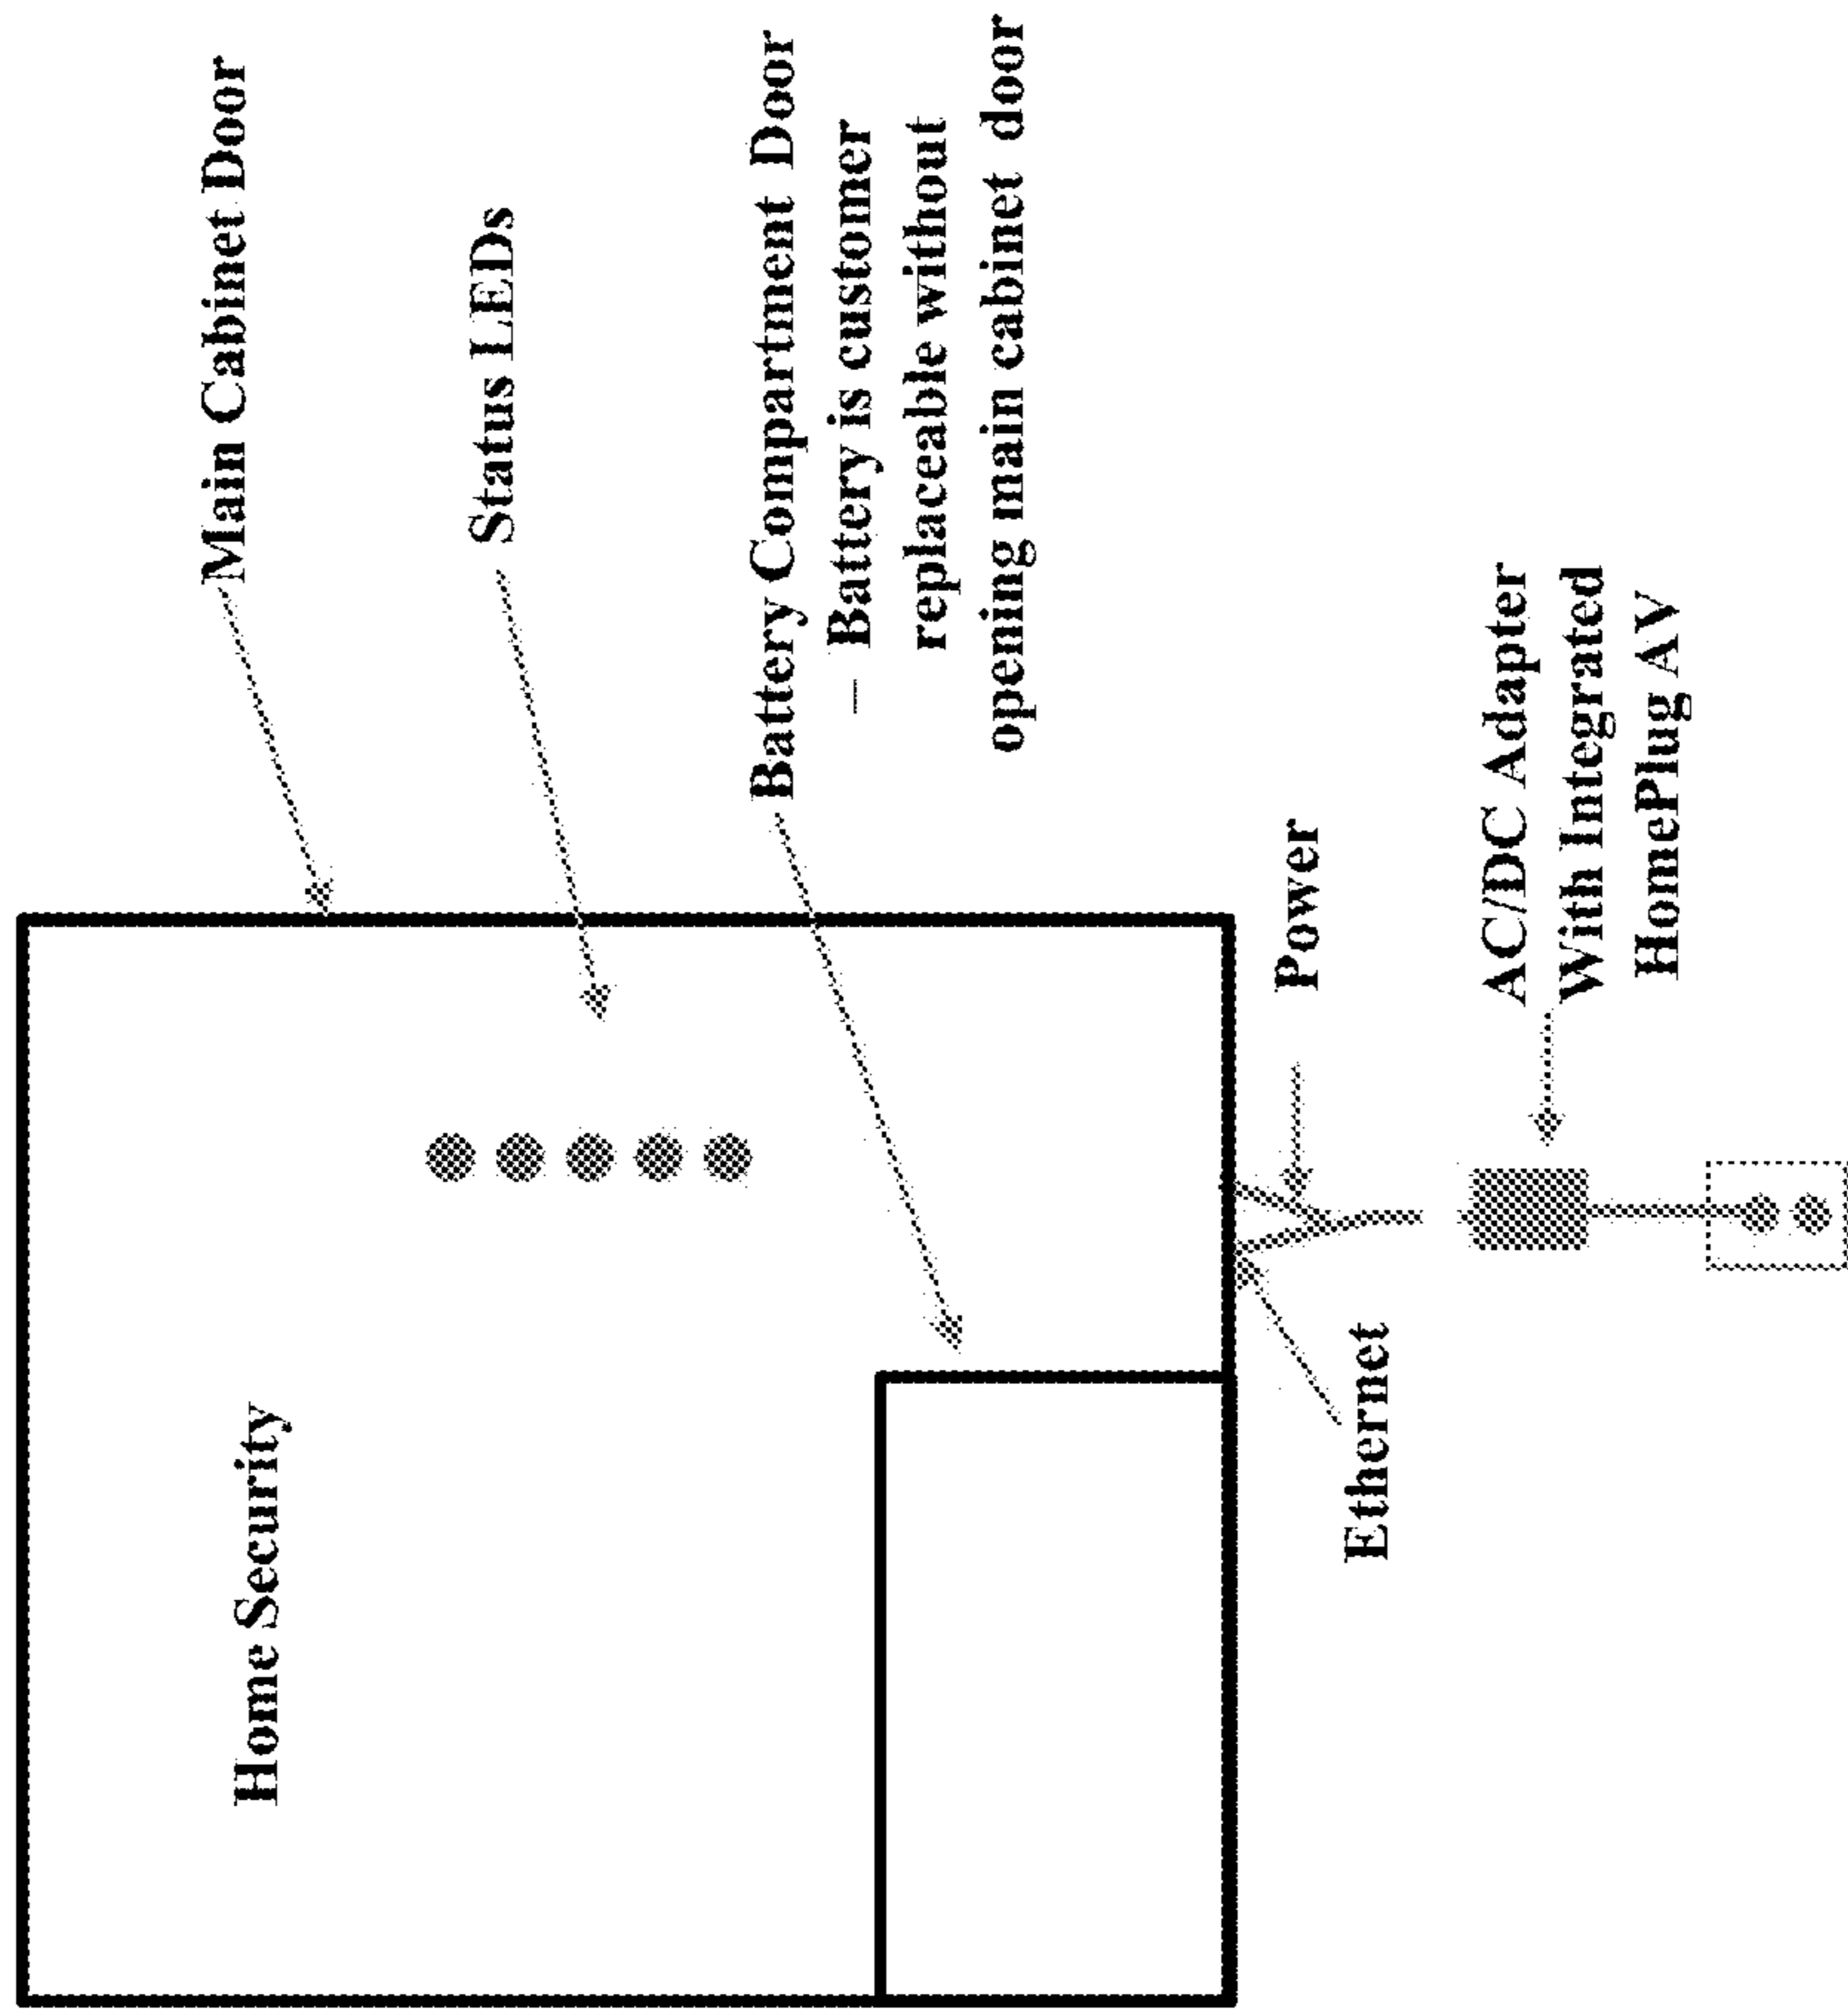 Home Security
Main Cabinet Door
Status LEDs
Battery Compartment Door
– Battery is customer
replaceable without
opening main cabinet door
Power
Ethernet
AC/DC Adapter
With Integrated
HomePlug AV